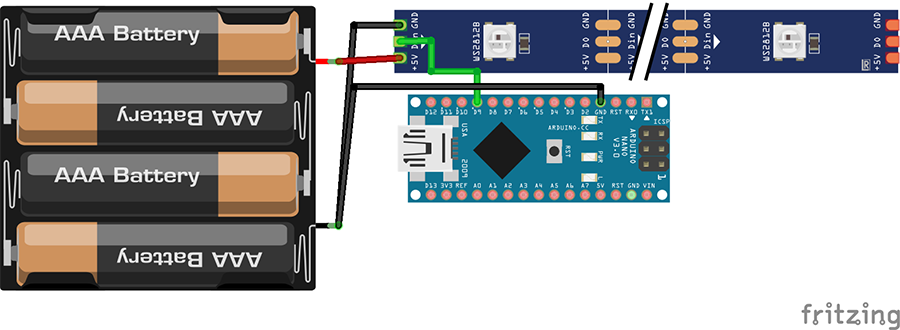 AAA Battery
AAA Battery
AAA Battery
AAA Battery
GND
Din
+5V
WS2812B
GND
DO
+5V
GND
Din
+5V
WS2812B
GND
DO
+5V
R
D12 D11 D10 D9 D8 D7 D6 D5 D4 D3 D2 GND RST RX0 TX1
TX
RX
PWR
L
USA
2009
ARDUINO.CC
RST
ARDUINO
NANO
V3.0
ICSP
1
D13 3V3 REF A0 A1 A2 A3 A4 A5 A6 A7 5V RST GND VIN
fritzing